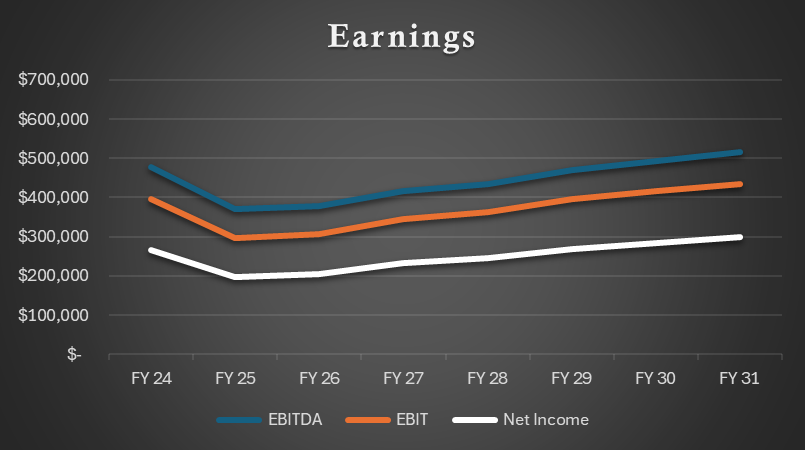 Earnings
$700,000
$600,000
$500,000
$400,000
$300,000
$200,000
$100,000
$-
FY 24 FY 25 FY 26 FY 27 FY 28 FY 29 FY 30 FY 31
EBITDA EBIT Net Income